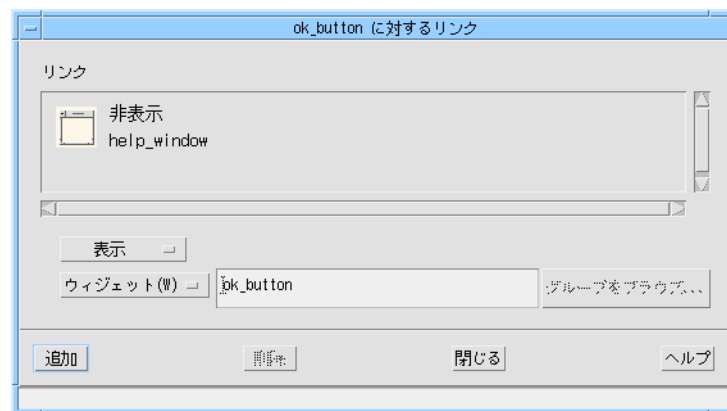 ok_button に対するリンク
リンク
非表示
help_window
表示
ウィジェット(W)
ok_button
グループをブラウズ...
追加
削除
閉じる
ヘルプ